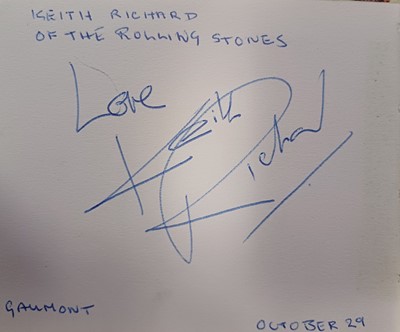 KEITH RICHARD
OF THE ROLLING STONES
Love
Keith
Richard
GAUMONT
OCTOBER 29